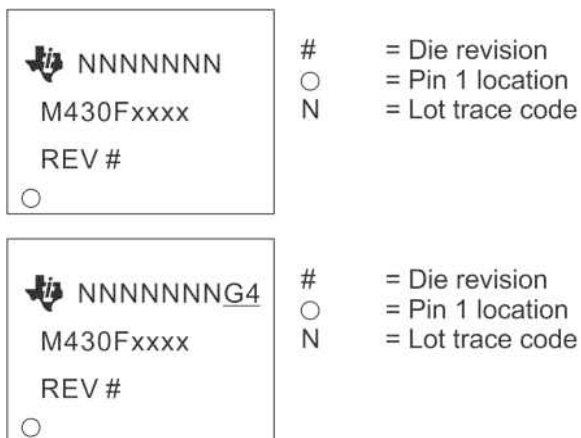 NNNNNNN
M430Fxxxx
REV #
# = Die revision
○ = Pin 1 location
N = Lot trace code
NNNNNNNG4
M430Fxxxx
REV #
# = Die revision
○ = Pin 1 location
N = Lot trace code